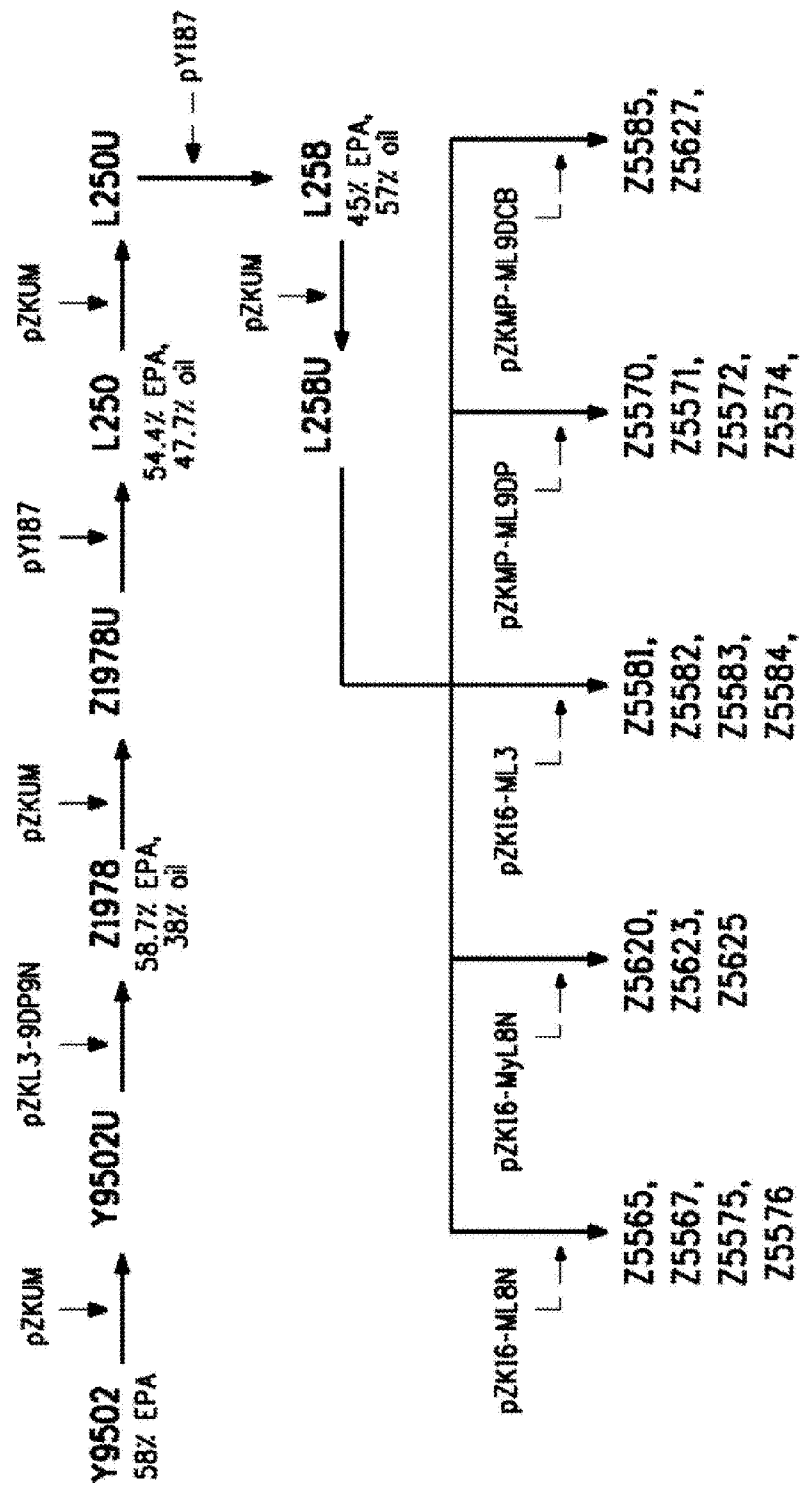 pZKUM
pZKL3-9DP9N
pZKUM
pY187
pZKUM
Y9502
58% EPA
Y9502U
Z1978
58.7% EPA,
38% oil
Z1978U
L250
54.4% EPA,
47.7% oil
L250U
pY187
pZKUM
L258U
L258
45% EPA,
57% oil
pZK16-ML8N
pZK16-MyL8N
pZK16-ML3
pZKMP-ML9DP
pZKMP-ML9DCB
Z5565,
Z5567,
Z5575,
Z5576
Z5620,
Z5623,
Z5625
Z5581,
Z5582,
Z5583,
Z5584,
Z5570,
Z5571,
Z5572,
Z5574,
Z5585,
Z5627,